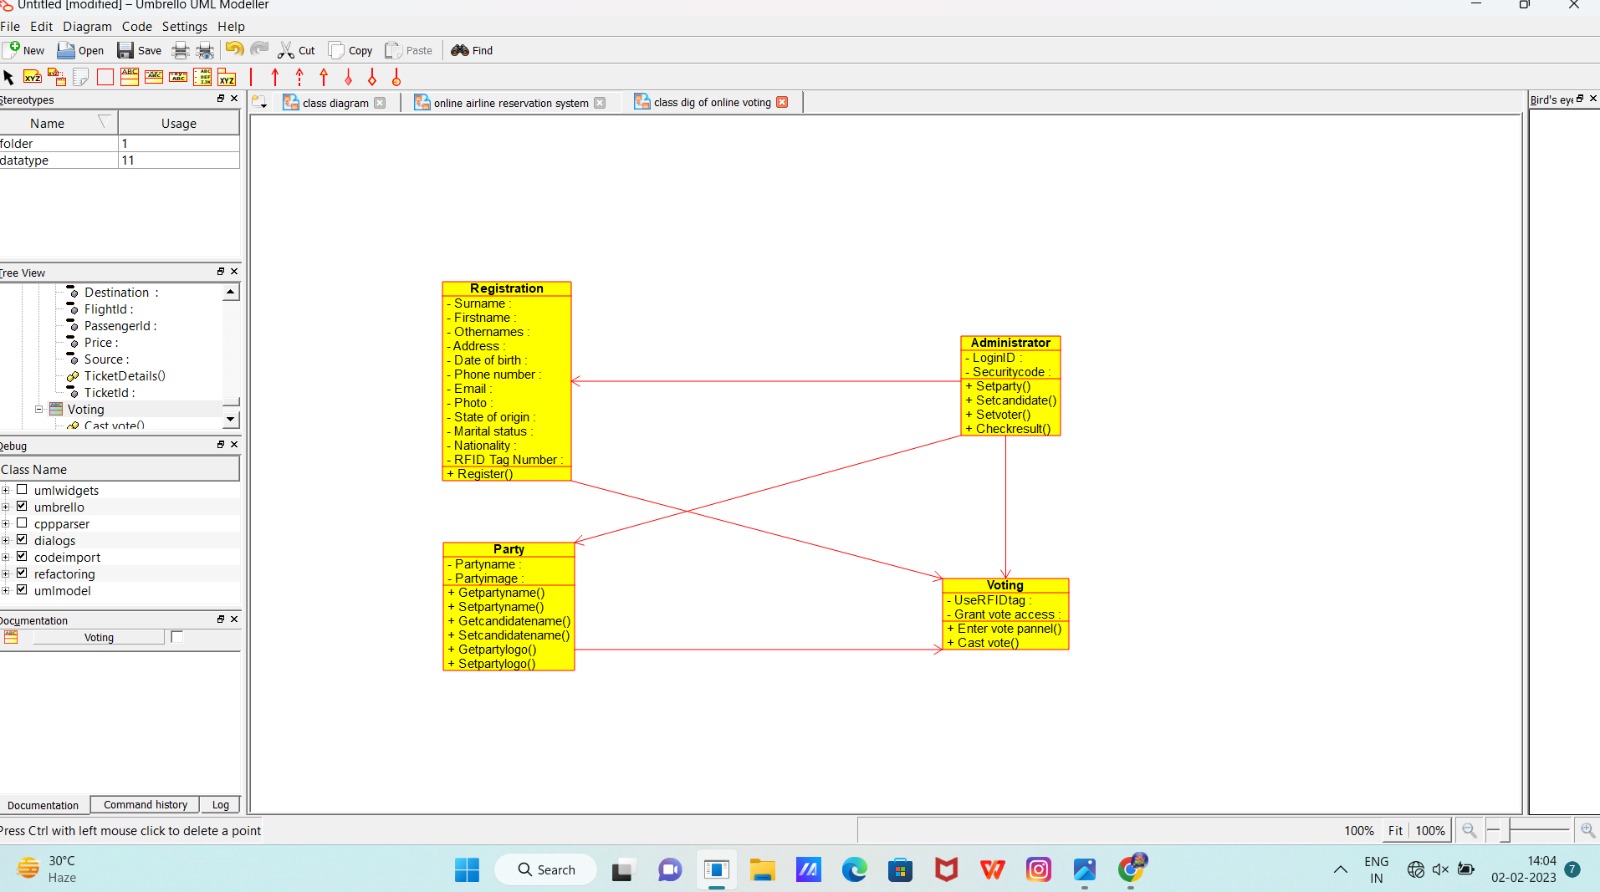 Untitled [modified] – Umbrello UML Modeller
File Edit Diagram Code Settings Help
New Open Save Cut Copy Paste Find
Stereotypes
Name Usage
folder 1
datatype 11
class diagram
online airline reservation system
class dig of online voting
Bird's eye
Tree View
Destination :
FlightId :
PassengerId :
Price :
Source :
TicketDetails()
TicketId :
Voting
Cast vote()
Debug
Class Name
umlwidgets
umbrello
cppparser
dialogs
codeimport
refactoring
umlmodel
Documentation
Voting
Documentation Command history Log
Registration
- Surname :
- Firstname :
- Othernames :
- Address :
- Date of birth :
- Phone number :
- Email :
- Photo :
- State of origin :
- Marital status :
- Nationality :
- RFID Tag Number :
+ Register()
Administrator
- LoginID :
- Securitycode :
+ Setparty()
+ Setcandidate()
+ Setvoter()
+ Checkresult()
Party
- Partyname :
- Partyimage :
+ Getpartyname()
+ Setpartyname()
+ Getcandidatename()
+ Setcandidatename()
+ Getpartylogo()
+ Setpartylogo()
Voting
- UseRFIDtag :
- Grant vote access :
+ Enter vote pannel()
+ Cast vote()
Press Ctrl with left mouse click to delete a point
100% Fit 100%
30°C
Haze
Search
ENG
IN
14:04
02-02-2023
7